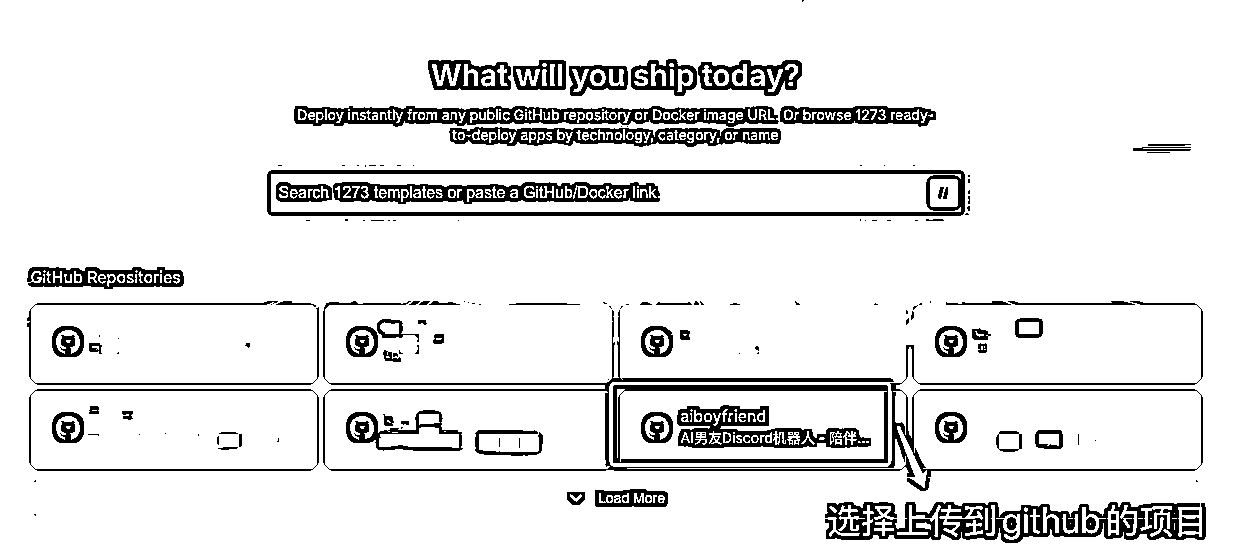 What will you ship today?
Deploy instantly from any public GitHub repository or Docker image URL. Or browse 1273 ready-
to-deploy apps by technology, category, or name
Search 1273 templates or paste a GitHub/Docker link
//
GitHub Repositories
aiboyfriend
AI男友Discord机器人 - 陪伴...
Load More
选择上传到github的项目